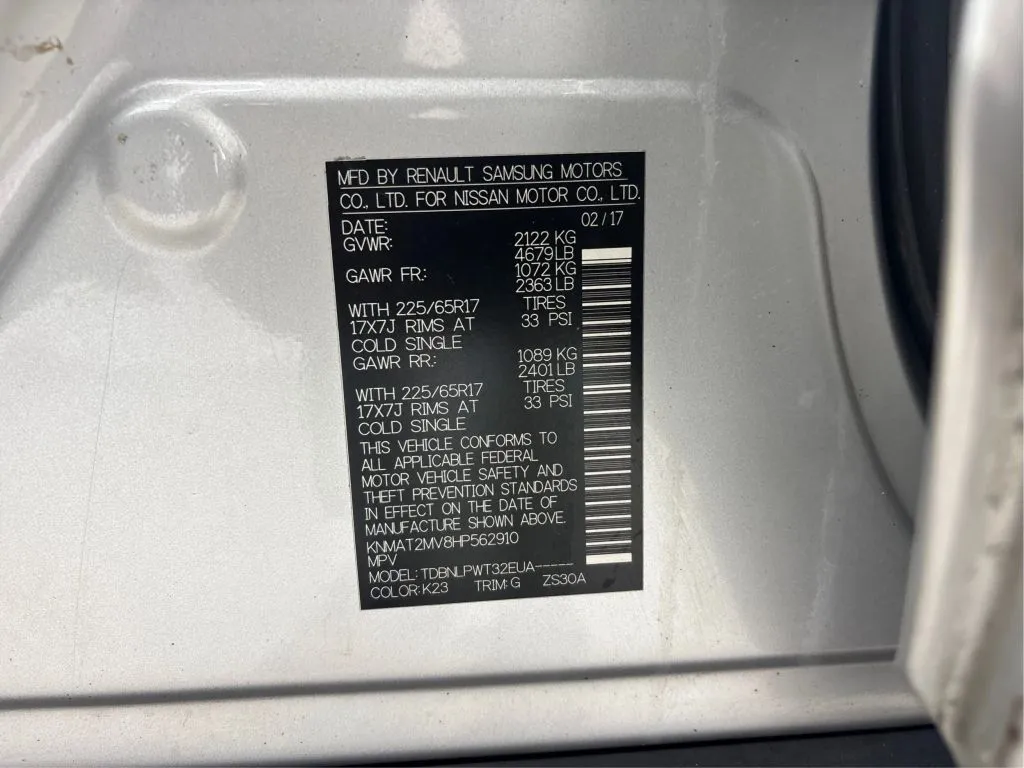 MFD BY RENAULT SAMSUNG MOTORS
CO., LTD. FOR NISSAN MOTOR CO., LTD.
DATE: 02/17
GVWR: 2122 KG
4679LB
GAWR FR.: 1072 KG
2363 LB
WITH 225/65R17 TIRES
17X7J RIMS AT 33 PSI
COLD SINGLE
GAWR RR.: 1089 KG
2401LB
WITH 225/65R17 TIRES
17X7J RIMS AT 33 PSI
COLD SINGLE
THIS VEHICLE CONFORMS TO
ALL APPLICABLE FEDERAL
MOTOR VEHICLE SAFETY AND
THEFT PREVENTION STANDARDS
IN EFFECT ON THE DATE OF
MANUFACTURE SHOWN ABOVE.
KNMAT2MV8HP562910
MPV
MODEL: TDBNLPWT32EUA-----
COLOR: K23 TRIM: G ZS30A